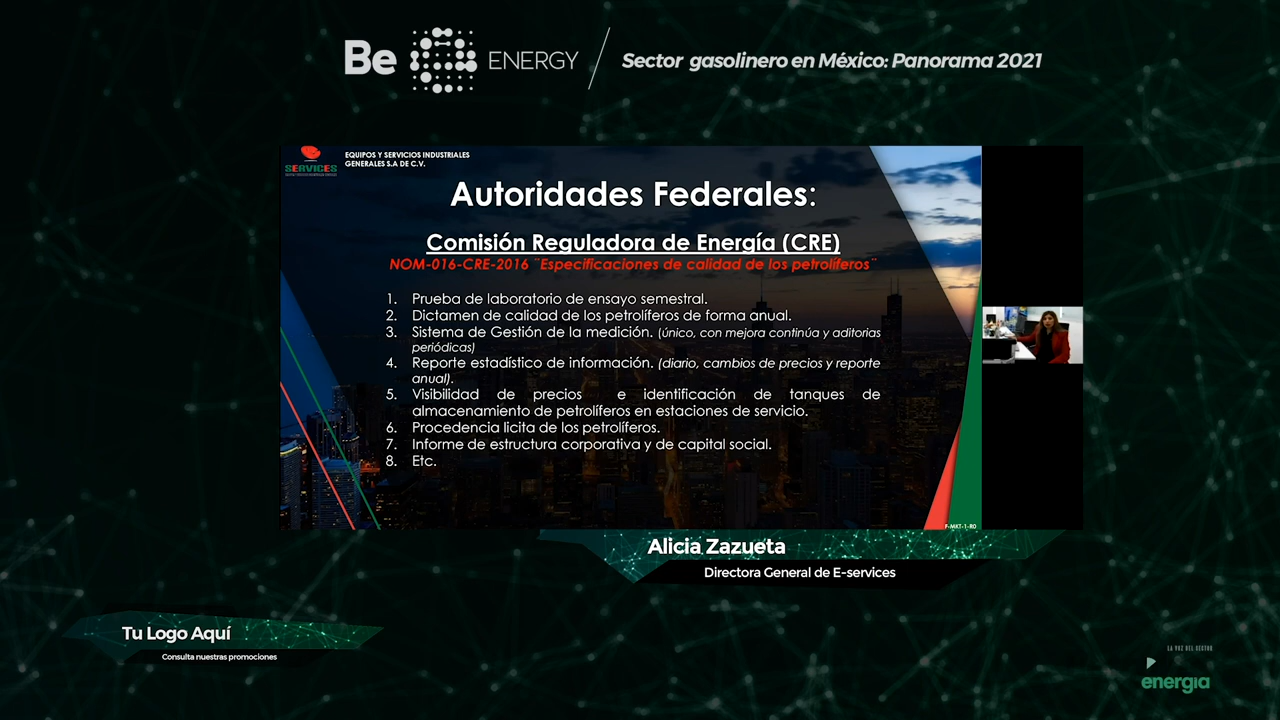 Be ENERGY
Sector gasolinero en México: Panorama 2021
SERVICES
EQUIPOS Y SERVICIOS INDUSTRIALES
GENERALES S.A DE C.V.
Autoridades Federales:
Comisión Reguladora de Energía (CRE)
NOM-016-CRE-2016 ¨Especificaciones de calidad de los petrolíferos¨
1. Prueba de laboratorio de ensayo semestral.
2. Dictamen de calidad de los petrolíferos de forma anual.
3. Sistema de Gestión de la medición. (único, con mejora continúa y aditorias
periódicas)
4. Reporte estadístico de información. (diario, cambios de precios y reporte
anual).
5. Visibilidad de precios e identificación de tanques de
almacenamiento de petrolíferos en estaciones de servicio.
6. Procedencia licita de los petrolíferos.
7. Informe de estructura corporativa y de capital social.
8. Etc.
F-MKT-1-R0
Alicia Zazueta
Directora General de E-services
Tu Logo Aquí
Consulta nuestras promociones
LA VOZ DEL SECTOR
energía